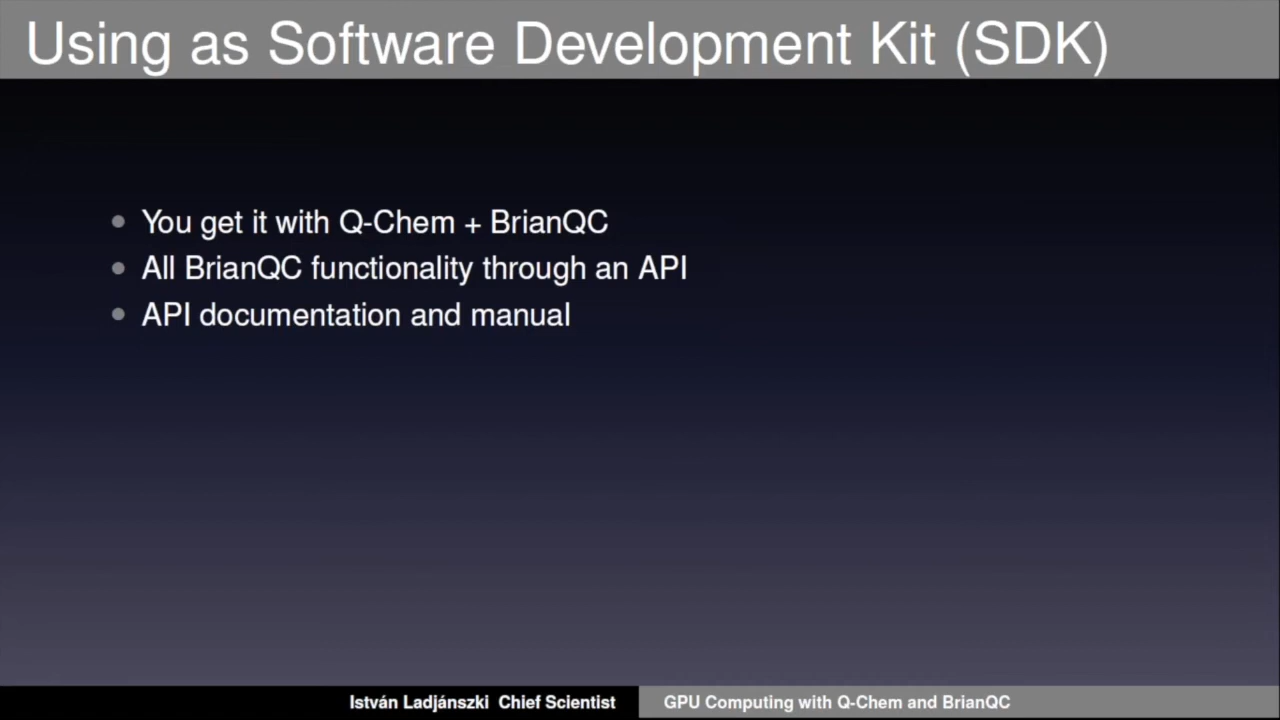 Using as Software Development Kit (SDK)
You get it with Q-Chem + BrianQC
All BrianQC functionality through an API
API documentation and manual
István Ladjánszki Chief Scientist
GPU Computing with Q-Chem and BrianQC